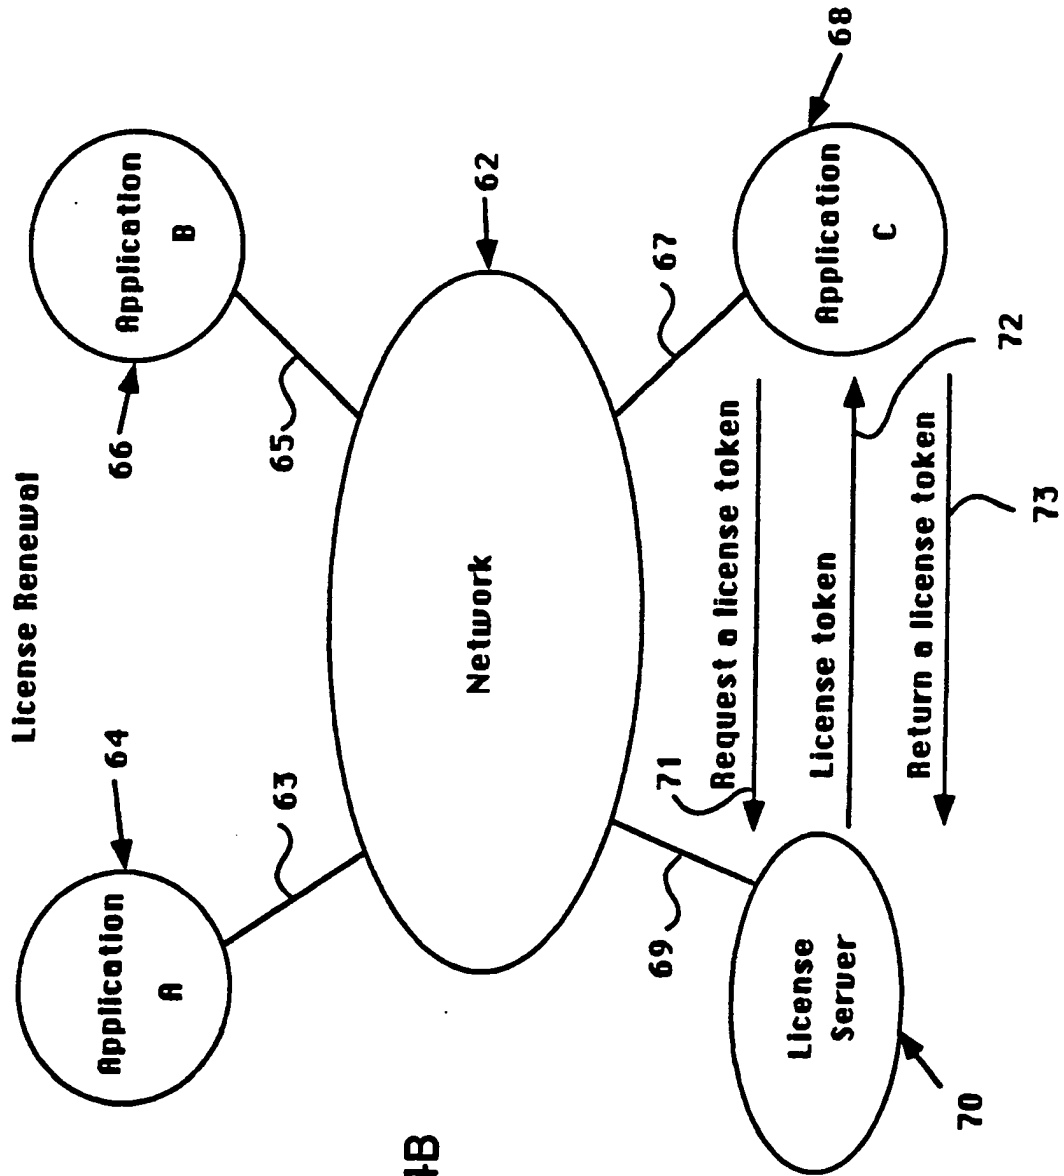 License Renewal
64
Application
A
63
66
Application
B
65
62
Network
4B
67
68
Application
C
69
71
Request a license token
License token
72
Return a license token
73
License
Server
70